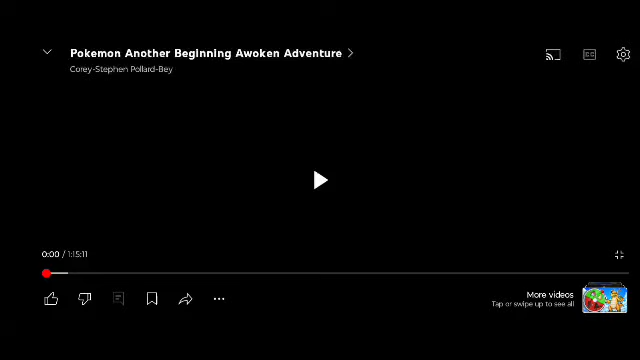 Pokemon Another Beginning Awoken Adventure
Corey-Stephen Pollard-Bey
CC
0:00 / 1:15:11
More videos
Tap or swipe up to see all